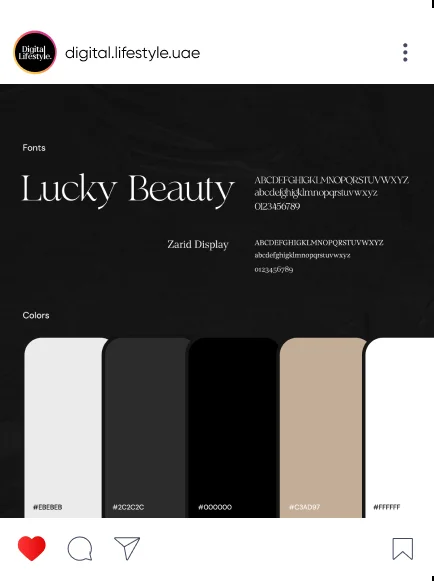 Digital
Lifestyle.
digital.lifestyle.uae
Fonts
Lucky Beauty
ABCDEFGHIGKLMNOPQRSTUVWXYZ
abcdefghigklmnopqrstuvwxyz
0123456789
Zarid Display
ABCDEFGHIGKLMNOPQRSTUVWXYZ
abcdefghijklmnopqrstuvwxyz
0123456789
Colors
#EBEBEB
#2C2C2C
#000000
#C3AD97
#FFFFFF